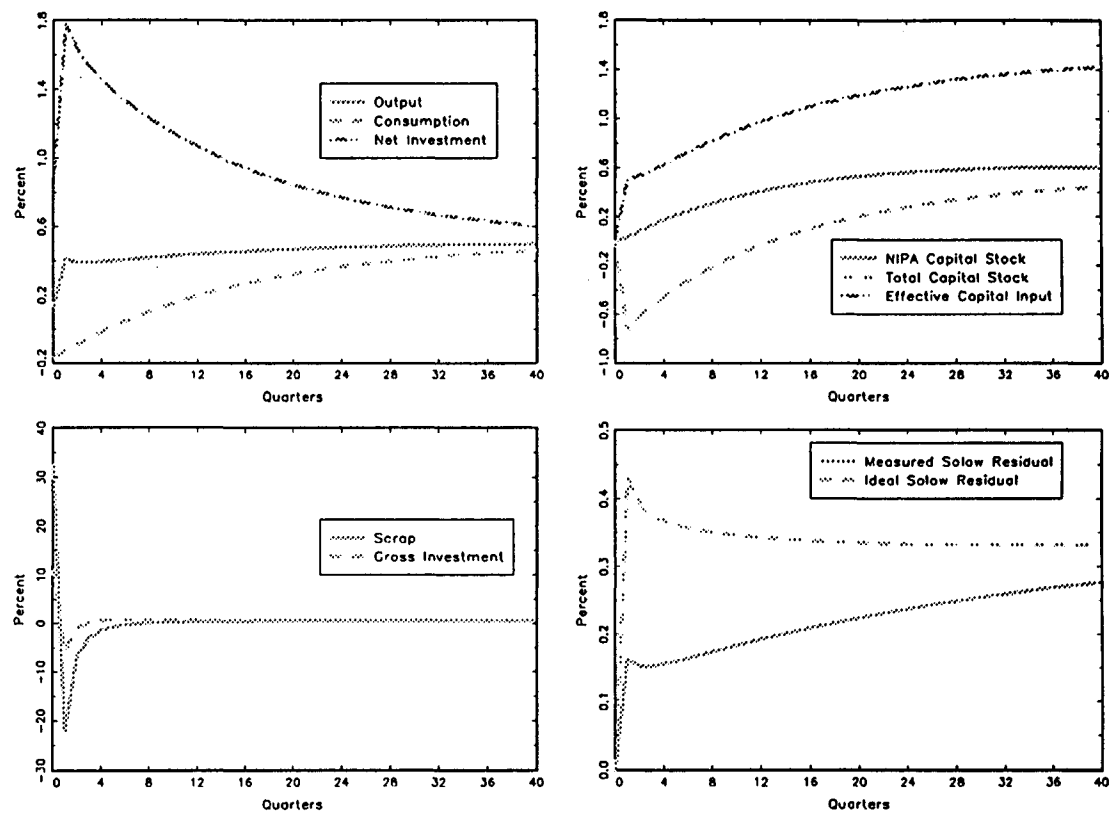 1.8
1.4
1.0
0.6
0.2
-0.2
Percent
Output
Consumption
Net Investment
0 4 8 12 16 20 24 28 32 36 40
Quarters
1.8
1.4
1.0
0.6
0.2
-0.2
-0.6
-1.0
Percent
NIPA Capital Stock
Total Capital Stock
Effective Capital Input
0 4 8 12 16 20 24 28 32 36 40
Quarters
40
30
20
10
0
-10
-20
-30
Percent
Scrap
Gross Investment
0 4 8 12 16 20 24 28 32 36 40
Quarters
0.5
0.4
0.3
0.2
0.1
0.0
Percent
Measured Solow Residual
Ideal Solow Residual
0 4 8 12 16 20 24 28 32 36 40
Quarters